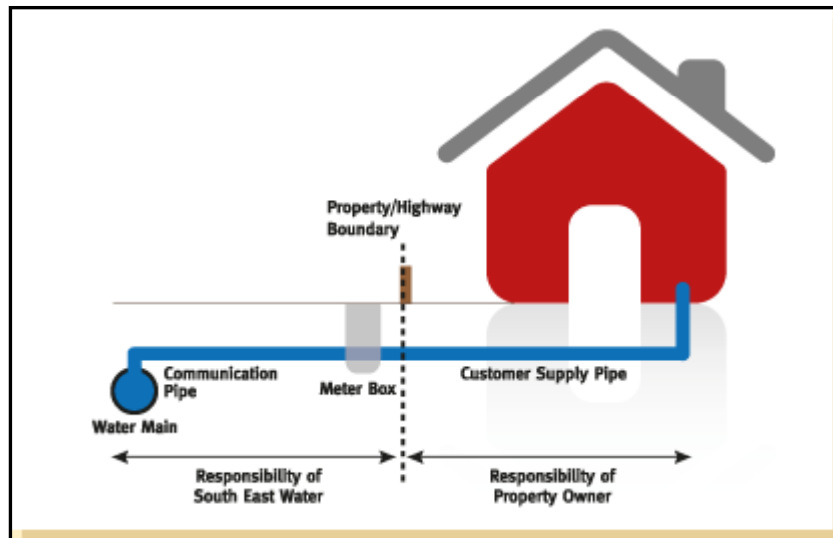 Property/Highway
Boundary
Communication
Pipe
Meter Box
Customer Supply Pipe
Water Main
Responsibility of
South East Water
Responsibility of
Property Owner